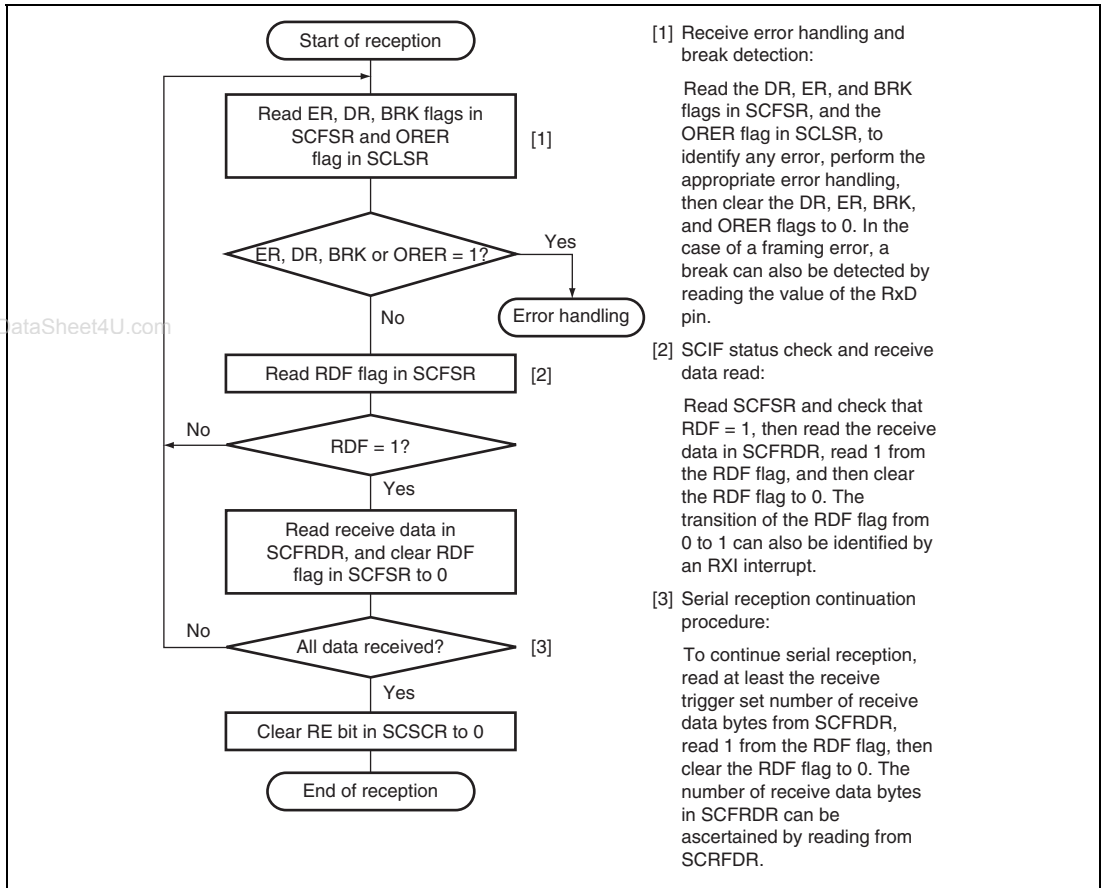 Start of reception
Read ER, DR, BRK flags in
SCFSR and ORER
flag in SCLSR
[1]
ER, DR, BRK or ORER = 1?
Yes
Error handling
No
Read RDF flag in SCFSR
[2]
No
RDF = 1?
Yes
Read receive data in
SCFRDR, and clear RDF
flag in SCFSR to 0
No
All data received?
[3]
Yes
Clear RE bit in SCSCR to 0
End of reception
DataSheet4U.com
[1] Receive error handling and
break detection:
Read the DR, ER, and BRK
flags in SCFSR, and the
ORER flag in SCLSR, to
identify any error, perform the
appropriate error handling,
then clear the DR, ER, BRK,
and ORER flags to 0. In the
case of a framing error, a
break can also be detected by
reading the value of the RxD
pin.
[2] SCIF status check and receive
data read:
Read SCFSR and check that
RDF = 1, then read the receive
data in SCFRDR, read 1 from
the RDF flag, and then clear
the RDF flag to 0. The
transition of the RDF flag from
0 to 1 can also be identified by
an RXI interrupt.
[3] Serial reception continuation
procedure:
To continue serial reception,
read at least the receive
trigger set number of receive
data bytes from SCFRDR,
read 1 from the RDF flag, then
clear the RDF flag to 0. The
number of receive data bytes
in SCFRDR can be
ascertained by reading from
SCRFDR.